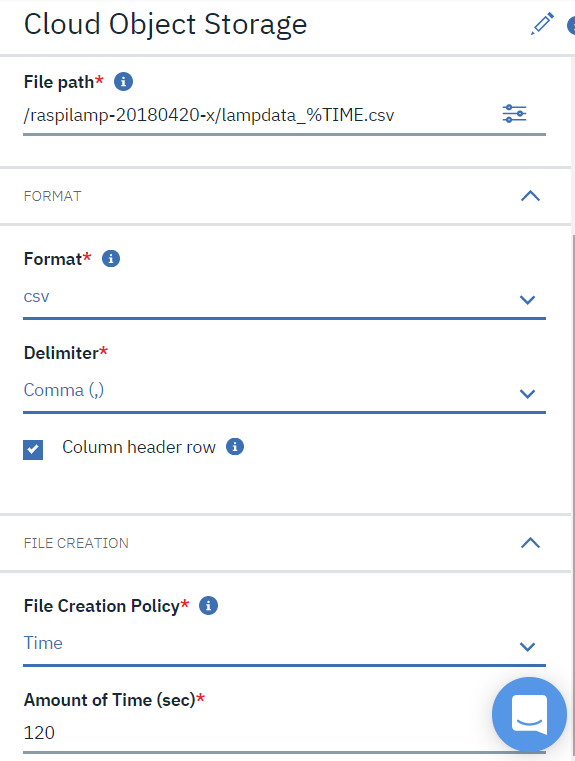 Cloud Object Storage
File path*
/raspilamp-20180420-x/lampdata_%TIME.csv
FORMAT
Format*
csv
Delimiter*
Comma (,)
Column header row
FILE CREATION
File Creation Policy*
Time
Amount of Time (sec)*
120